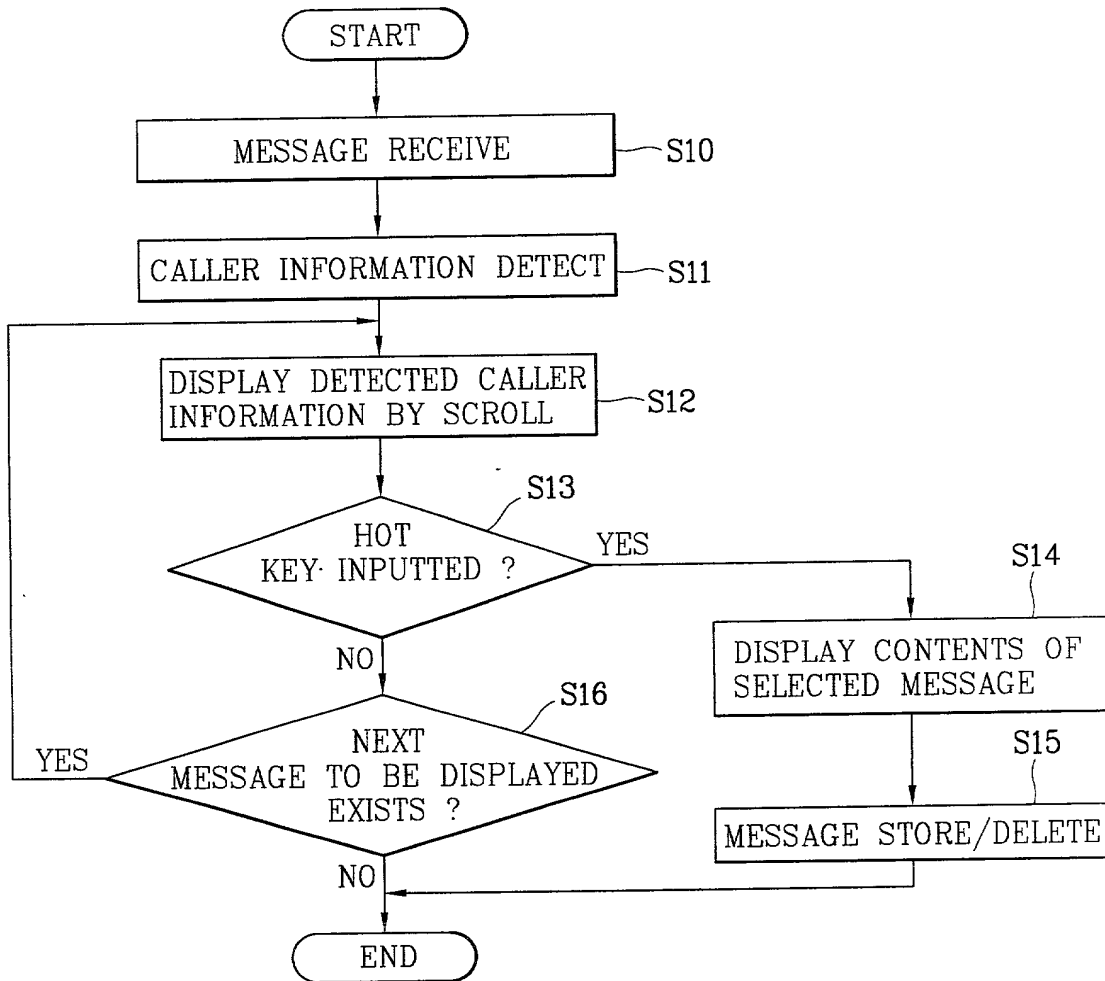 START
MESSAGE RECEIVE
S10
CALLER INFORMATION DETECT
S11
DISPLAY DETECTED CALLER
INFORMATION BY SCROLL
S12
S13
HOT
KEY INPUTTED ?
YES
NO
S14
DISPLAY CONTENTS OF
SELECTED MESSAGE
S16
NEXT
MESSAGE TO BE DISPLAYED
EXISTS ?
YES
NO
S15
MESSAGE STORE/DELETE
END